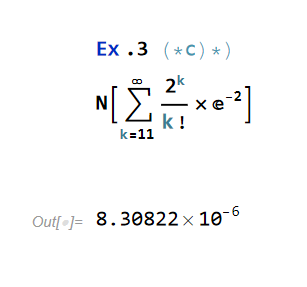 Ex .3 (*c)*)
N[∑_{k=11}^{∞} 2^k/k! × e^-2]
Out[•]= 8.30822×10^-6